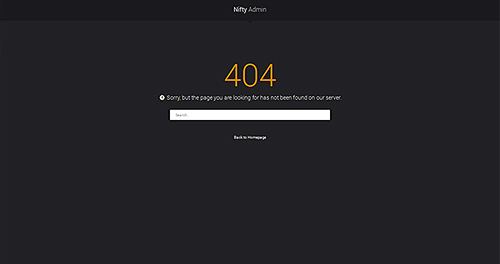 Nifty Admin
404
Sorry, but the page you are looking for has not been found on our server.
Search..
Back to Homepage